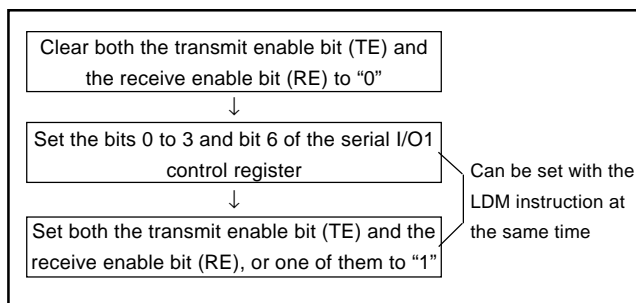 Clear both the transmit enable bit (TE) and
the receive enable bit (RE) to “0”
↓
Set the bits 0 to 3 and bit 6 of the serial I/O1
control register
↓
Set both the transmit enable bit (TE) and the
receive enable bit (RE), or one of them to “1”
Can be set with the
LDM instruction at
the same time